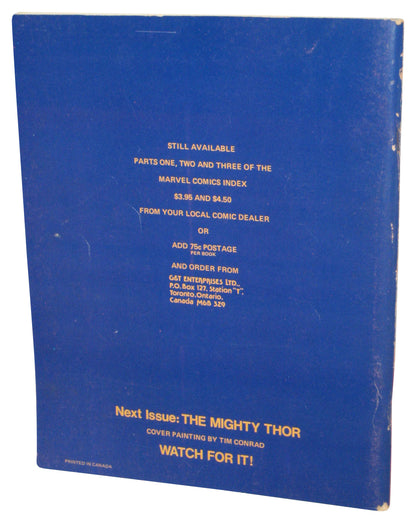 STILL AVAILABLE
PARTS ONE, TWO AND THREE OF THE
MARVEL COMICS INDEX
$3.95 AND $4.50
FROM YOUR LOCAL COMIC DEALER
OR
ADD 75c POSTAGE
PER BOOK
AND ORDER FROM
G&T ENTERPRISES LTD.,
P.O. Box 127, Station "T",
Toronto, Ontario,
Canada M6B 3Z9
Next Issue: THE MIGHTY THOR
COVER PAINTING BY TIM CONRAD
WATCH FOR IT!
PRINTED IN CANADA